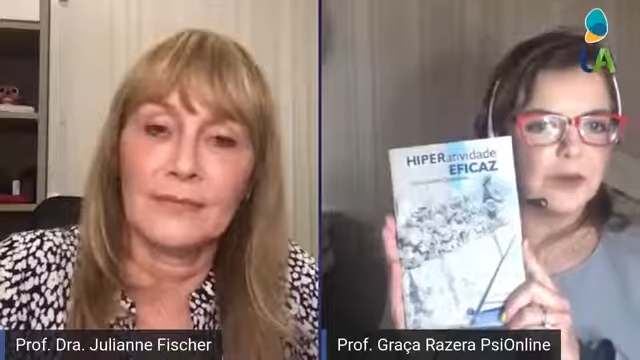 HIPERatividade
EFICAZ
Prof. Dra. Julianne Fischer
Prof. Graça Razera PsiOnline